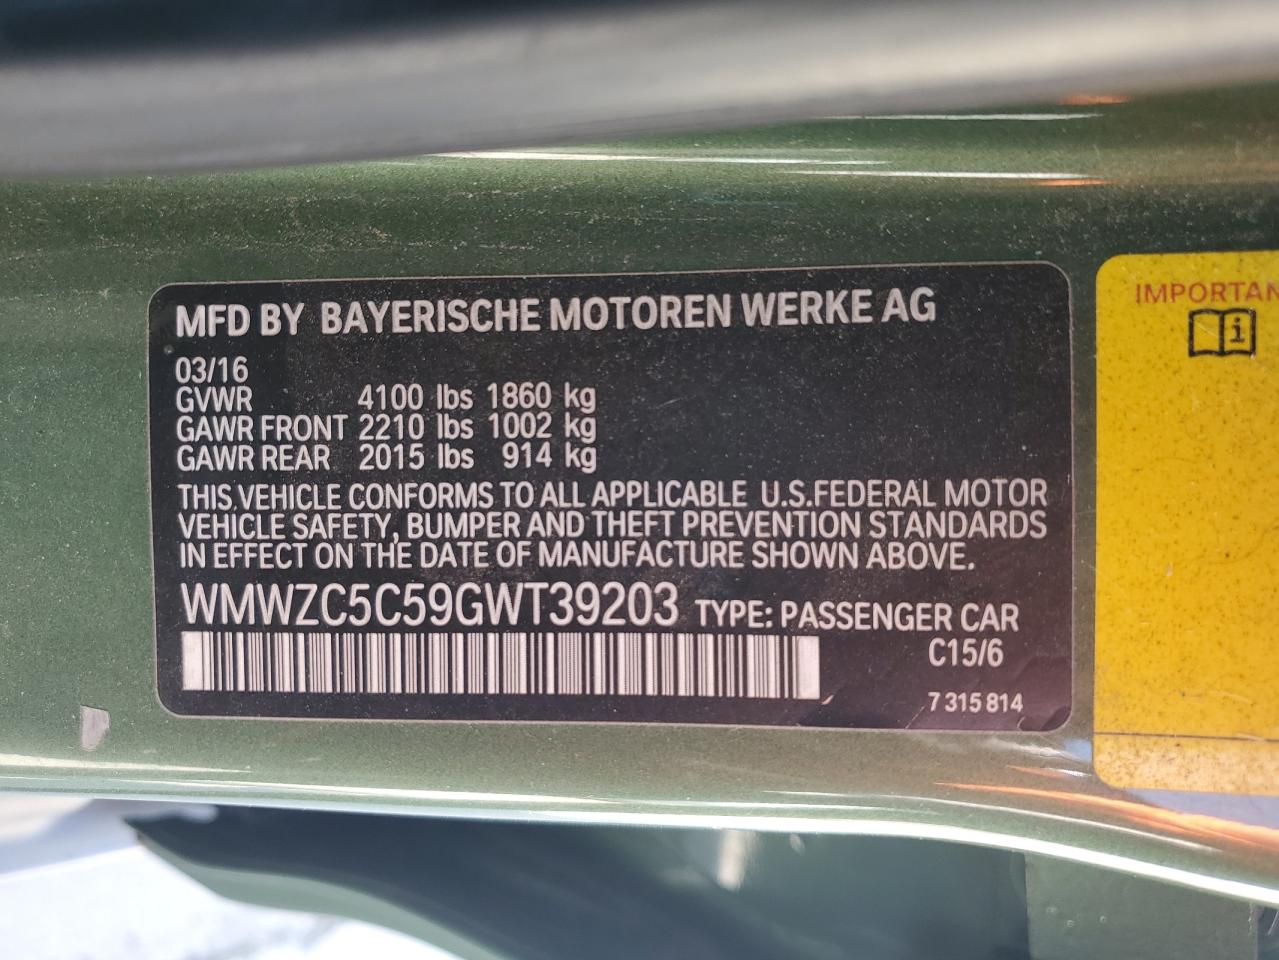 MFD BY BAYERISCHE MOTOREN WERKE AG
03/16
GVWR 4100 lbs 1860 kg
GAWR FRONT 2210 lbs 1002 kg
GAWR REAR 2015 lbs 914 kg
THIS VEHICLE CONFORMS TO ALL APPLICABLE U.S.FEDERAL MOTOR
VEHICLE SAFETY, BUMPER AND THEFT PREVENTION STANDARDS
IN EFFECT ON THE DATE OF MANUFACTURE SHOWN ABOVE.
WMWZC5C59GWT39203 TYPE: PASSENGER CAR
C15/6
7 315 814
IMPORTAN